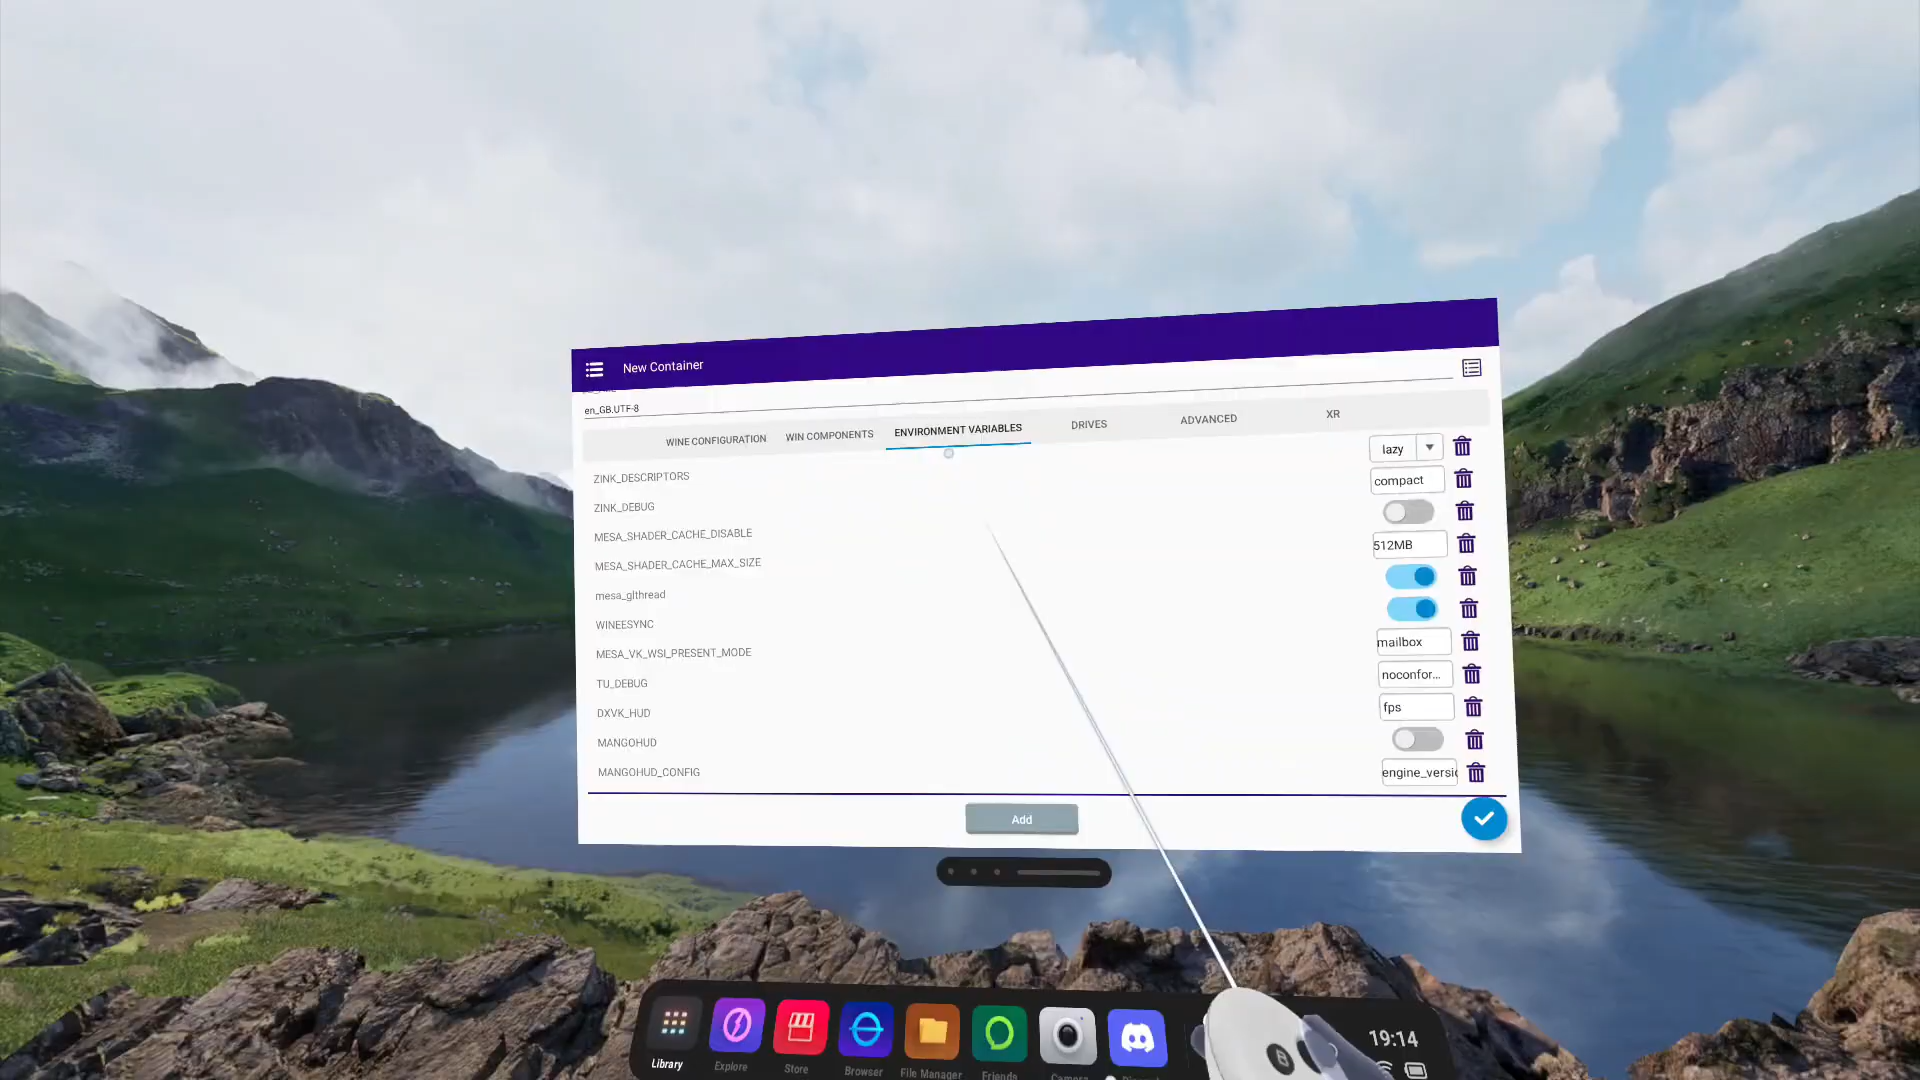 New Container
en_GB.UTF-8
WINE CONFIGURATION WIN COMPONENTS ENVIRONMENT VARIABLES DRIVES ADVANCED XR
ZINK_DESCRIPTORS lazy
ZINK_DEBUG compact
MESA_SHADER_CACHE_DISABLE
MESA_SHADER_CACHE_MAX_SIZE 512MB
mesa_glthread
WINEESYNC
MESA_VK_WSI_PRESENT_MODE mailbox
TU_DEBUG noconfor...
DXVK_HUD fps
MANGOHUD
MANGOHUD_CONFIG engine_versio
Add
19:14
B
Library Explore Store Browser File Manager Friends Camera